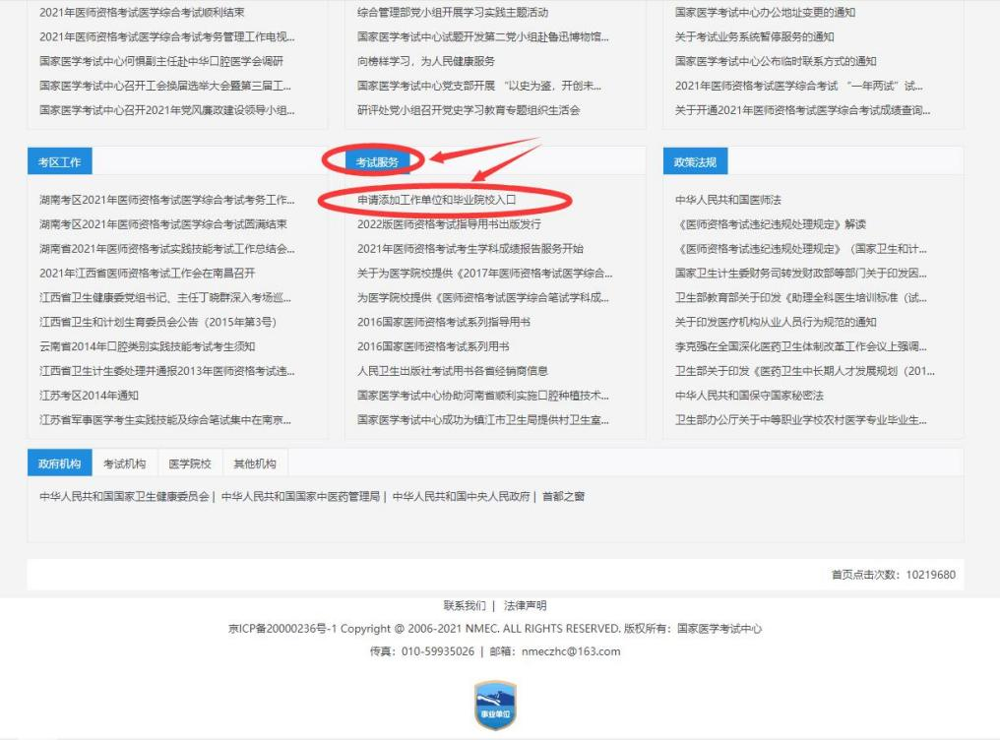 2021年医师资格考试医学综合考试顺利结束
2021年医师资格考试医学综合考试考务管理工作电视...
国家医学考试中心何惧副主任赴中华口腔医学会调研
国家医学考试中心召开工会换届选举大会暨第三届工...
国家医学考试中心召开2021年党风廉政建设领导小组...
综合管理部党小组开展学习实践主题活动
国家医学考试中心试题开发第二党小组赴鲁迅博物馆...
向榜样学习，为人民健康服务
国家医学考试中心党支部开展 “以史为鉴，开创未...
研评处党小组召开党史学习教育专题组织生活会
国家医学考试中心办公地址变更的通知
关于考试业务系统暂停服务的通知
国家医学考试中心公布临时联系方式的通知
2021年医师资格考试医学综合考试 “一年两试” 试...
关于开通2021年医师资格考试医学综合考试成绩查询...
考区工作
湖南考区2021年医师资格考试医学综合考试考务工作...
湖南考区2021年医师资格考试医学综合考试圆满结束
湖南省2021年医师资格考试实践技能考试工作总结会...
2021年江西省医师资格考试工作会在南昌召开
江西省卫生健康委党组书记、主任丁晓群深入考场巡...
江西省卫生和计划生育委员会公告（2015年第3号）
云南省2014年口腔类别实践技能考试考生须知
江西省卫生计生委处理并通报2013年医师资格考试违...
江苏考区2014年通知
江苏省军事医学考生实践技能及综合笔试集中在南京...
考试服务
申请添加工作单位和毕业院校入口
2022版医师资格考试指导用书出版发行
2021年医师资格考试考生学科成绩报告服务开始
关于为医学院校提供《2017年医师资格考试医学综合...
为医学院校提供《医师资格考试医学综合笔试学科成...
2016国家医师资格考试系列指导用书
2016国家医师资格考试系列用书
人民卫生出版社考试用书各省经销商信息
国家医学考试中心协助河南省顺利实施口腔种植技术...
国家医学考试中心成功为镇江市卫生局提供村卫生室...
政策法规
中华人民共和国医师法
《医师资格考试违纪违规处理规定》解读
《医师资格考试违纪违规处理规定》（国家卫生和计...
国家卫生计生委财务司转发财政部等部门关于印发因...
卫生部教育部关于印发《助理全科医生培训标准（试...
关于印发医疗机构从业人员行为规范的通知
李克强在全国深化医药卫生体制改革工作会议上强调...
卫生部关于印发《医药卫生中长期人才发展规划（201...
中华人民共和国保守国家秘密法
卫生部办公厅关于中等职业学校农村医学专业毕业生...
政府机构 考试机构 医学院校 其他机构
中华人民共和国国家卫生健康委员会 | 中华人民共和国国家中医药管理局 | 中华人民共和国中央人民政府 | 首都之窗
首页点击次数：10219680
联系我们 | 法律声明
京ICP备20000236号-1 Copyright @ 2006-2021 NMEC. ALL RIGHTS RESERVED. 版权所有：国家医学考试中心
传真：010-59935026 | 邮箱：nmeczhc@163.com
事业单位